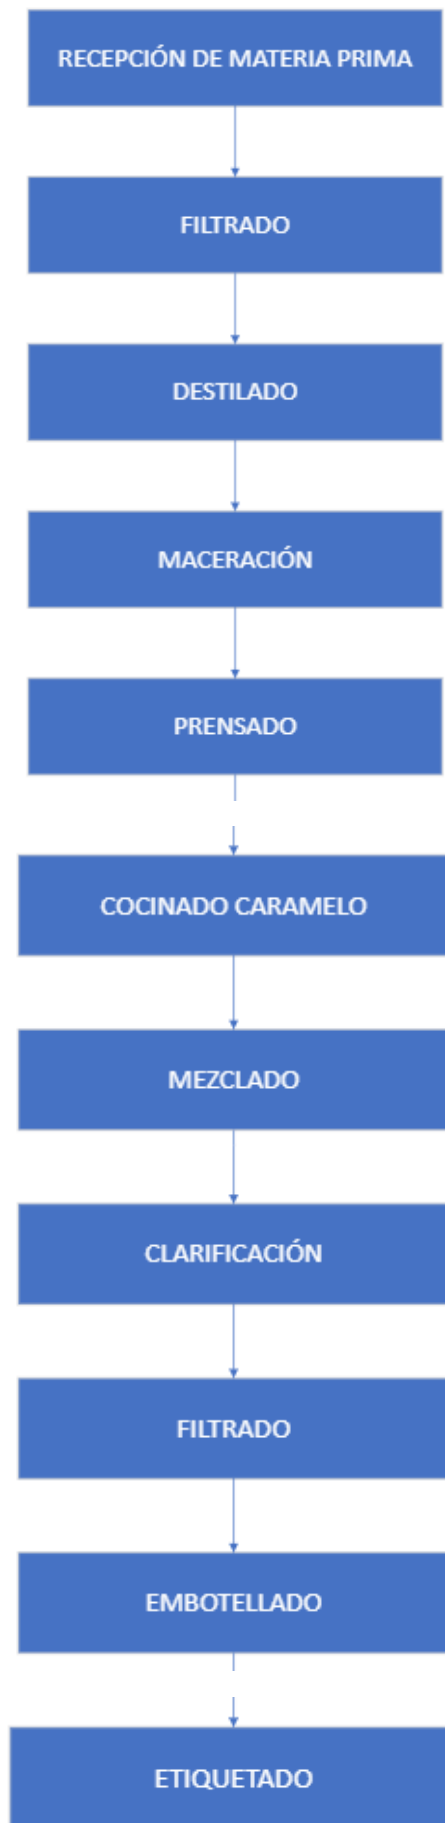 RECEPCIÓN DE MATERIA PRIMA
FILTRADO
DESTILADO
MACERACIÓN
PRENSADO
COCINADO CARAMELO
MEZCLADO
CLARIFICACIÓN
FILTRADO
EMBOTELLADO
ETIQUETADO